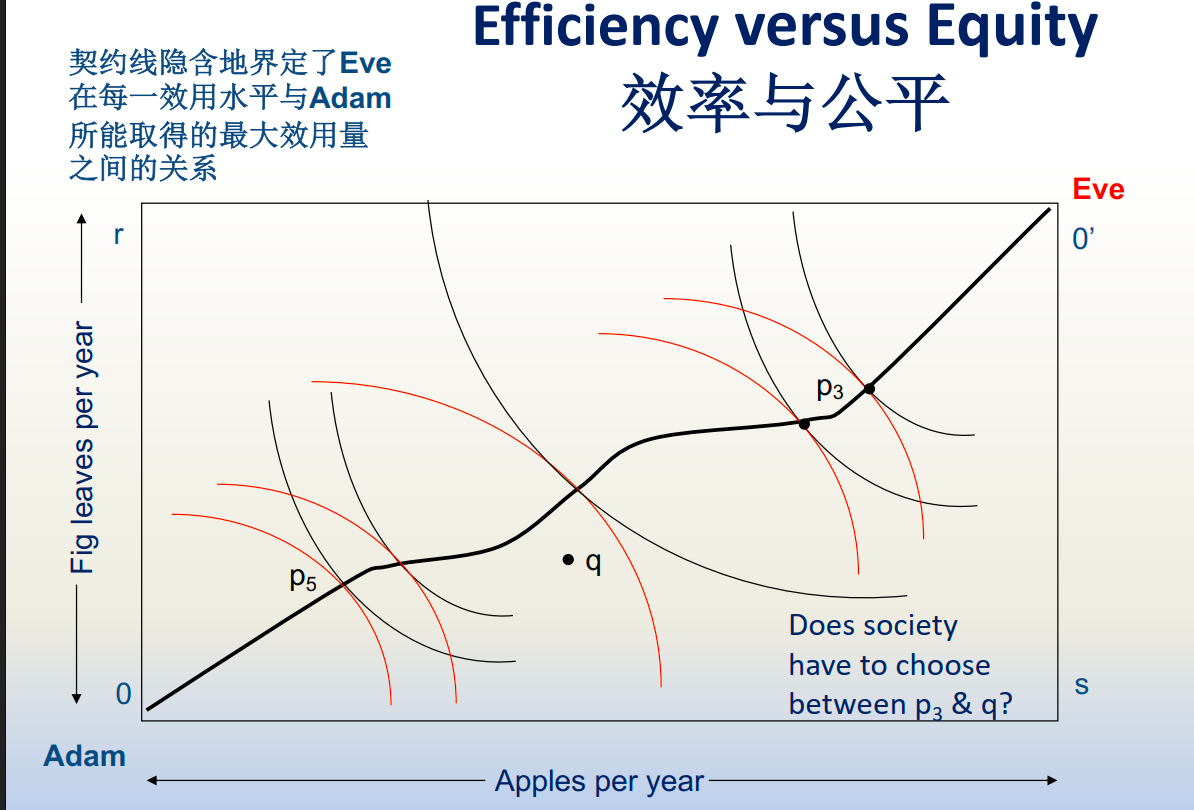 Efficiency versus Equity
效率与公平
契约线隐含地界定了Eve
在每一效用水平与Adam
所能取得的最大效用量
之间的关系
Eve
0’
r
Fig leaves per year
p3
p5
q
Does society
have to choose
between p3 & q?
0
s
Adam
Apples per year